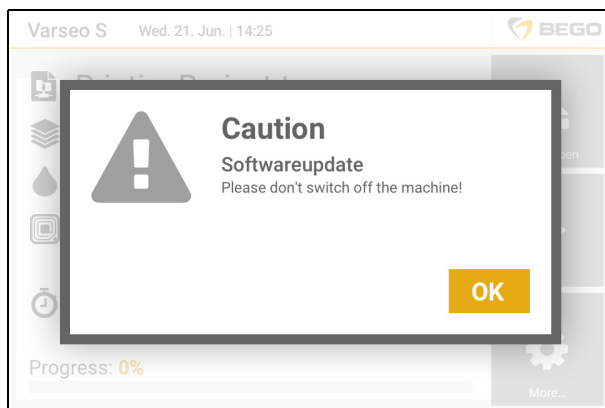 Varseo S Wed. 21. Jun. | 14:25 BEGO
Caution
Softwareupdate
Please don't switch off the machine!
OK
Progress: 0%
More...